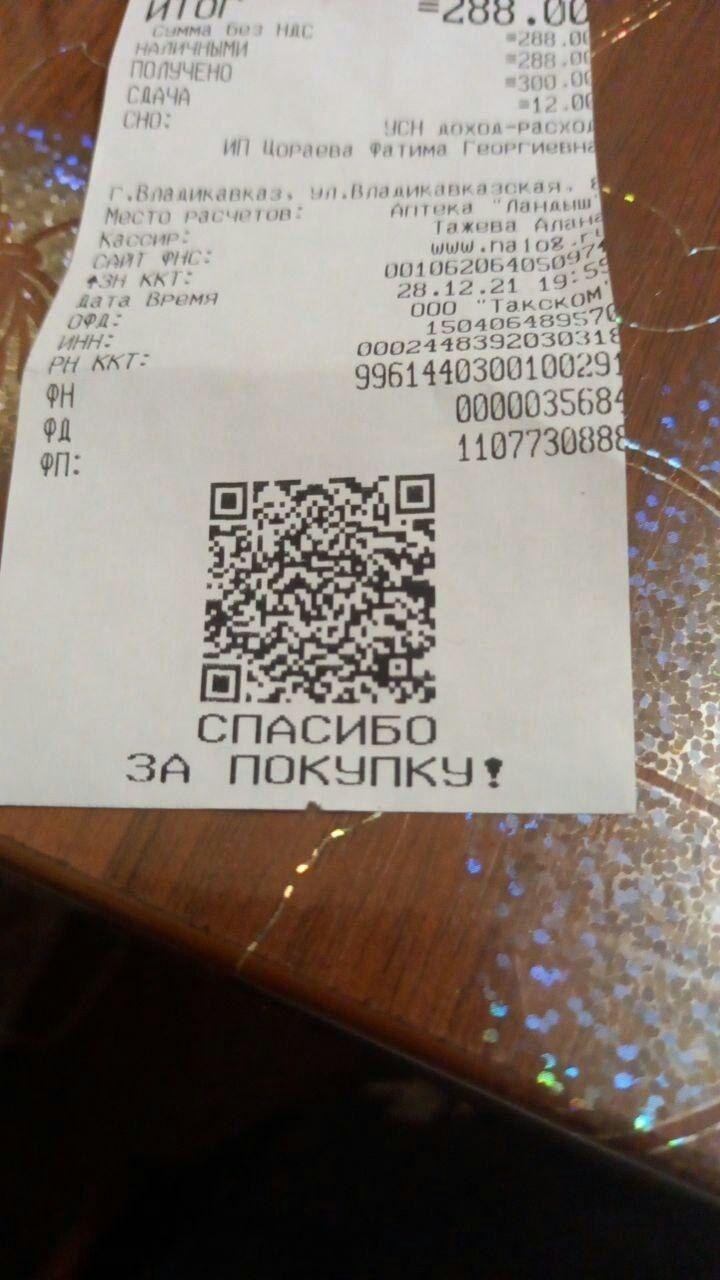 ИТОГ =288.00
СУММА БЕЗ НДС =288.00
НАЛИЧНЫМИ =288.00
ПОЛУЧЕНО =300.00
СДАЧА =12.00
СНО: УСН ДОХОД-РАСХОД
ИП Цораева Фатима Георгиевна
г.Владикавказ, ул.Владикавказская,
Место расчетов: Аптека "Ландыш"
Кассир: Тажева Алана
САЙТ ФНС: www.nalog.ru
ЗН ККТ: 00106206405097
Дата Время 28.12.21 19:55
ОФД: ООО "Такском"
ИНН: 150406489570
РН ККТ: 000244839203031
ФН 996144030010029
ФД 0000035684
ФП: 1107730888
СПАСИБО
ЗА ПОКУПКУ!